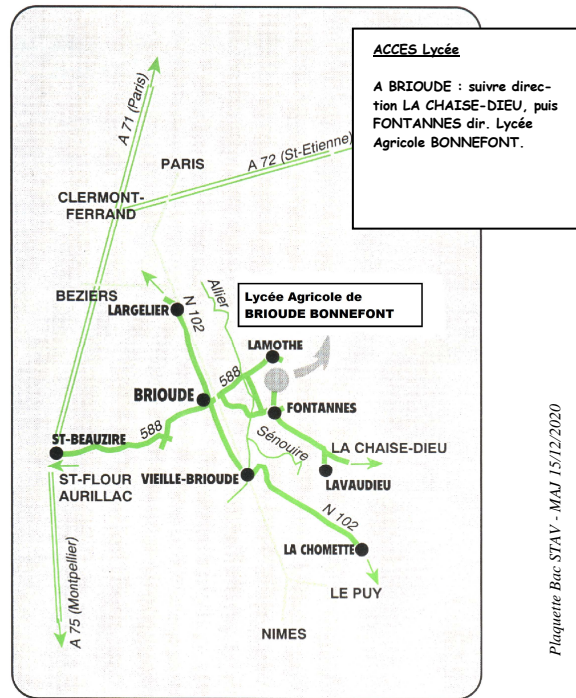 ACCES Lycée
A BRIOUDE : suivre direc-
tion LA CHAISE-DIEU, puis
FONTANNES dir. Lycée
Agricole BONNEFONT.
A 71 (Paris)
PARIS
A 72 (St-Etienne)
CLERMONT-
FERRAND
BEZIERS
LARGELIER
N 102
Allier
Lycée Agricole de
BRIOUDE BONNEFONT
LAMOTHE
588
BRIOUDE
FONTANNES
588
ST-BEAUZIRE
Sénouire
LA CHAISE-DIEU
ST-FLOUR
AURILLAC
VIEILLE-BRIOUDE
LAVAUDIEU
N 102
LA CHOMETTE
LE PUY
A 75 (Montpellier)
NIMES
Plaquette Bac STAV - MAJ 15/12/2020